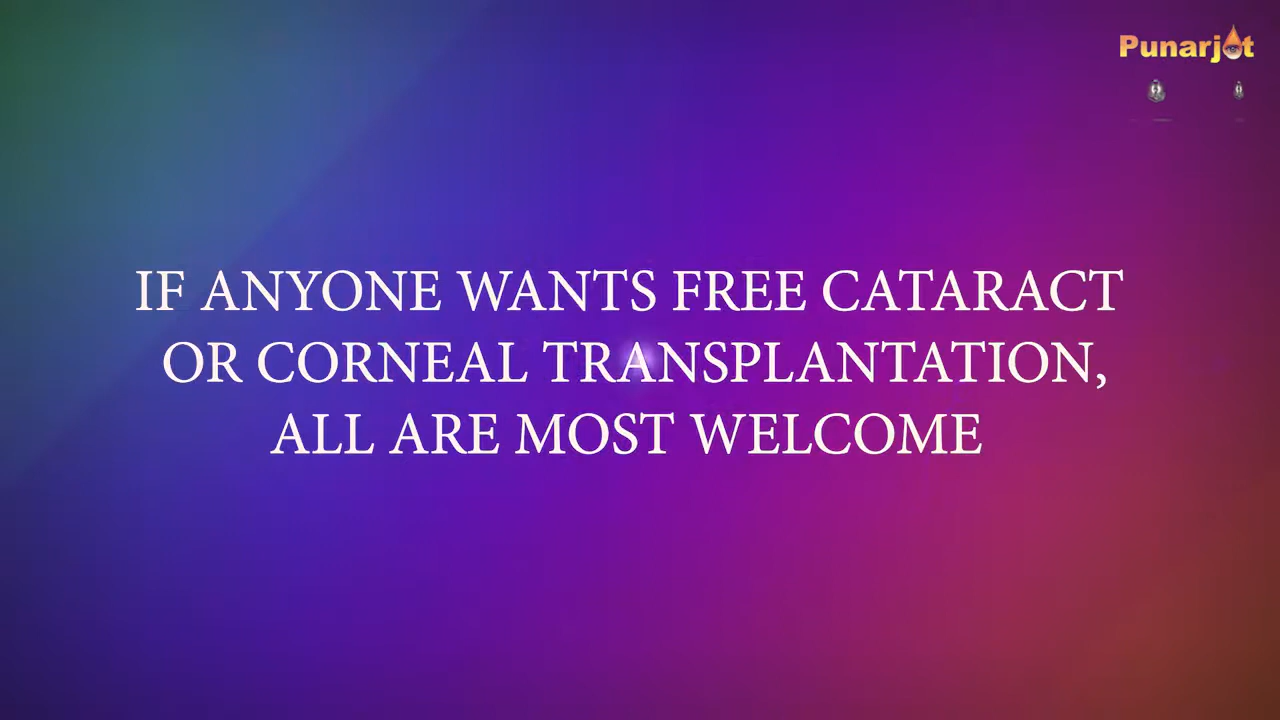 Punarjot
IF ANYONE WANTS FREE CATARACT
OR CORNEAL TRANSPLANTATION,
ALL ARE MOST WELCOME